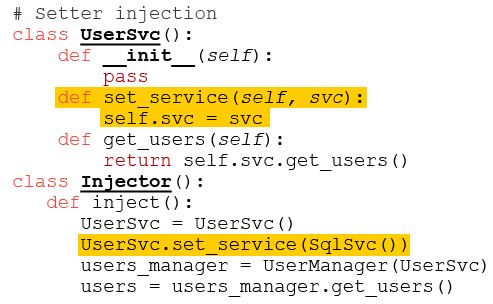 # Setter injection
class UserSvc():
    def __init__(self):
        pass
    def set_service(self, svc):
        self.svc = svc
    def get_users(self):
        return self.svc.get_users()
class Injector():
   def inject():
      UserSvc = UserSvc()
      UserSvc.set_service(SqlSvc())
      users_manager = UserManager(UserSvc)
      users = users_manager.get_users()